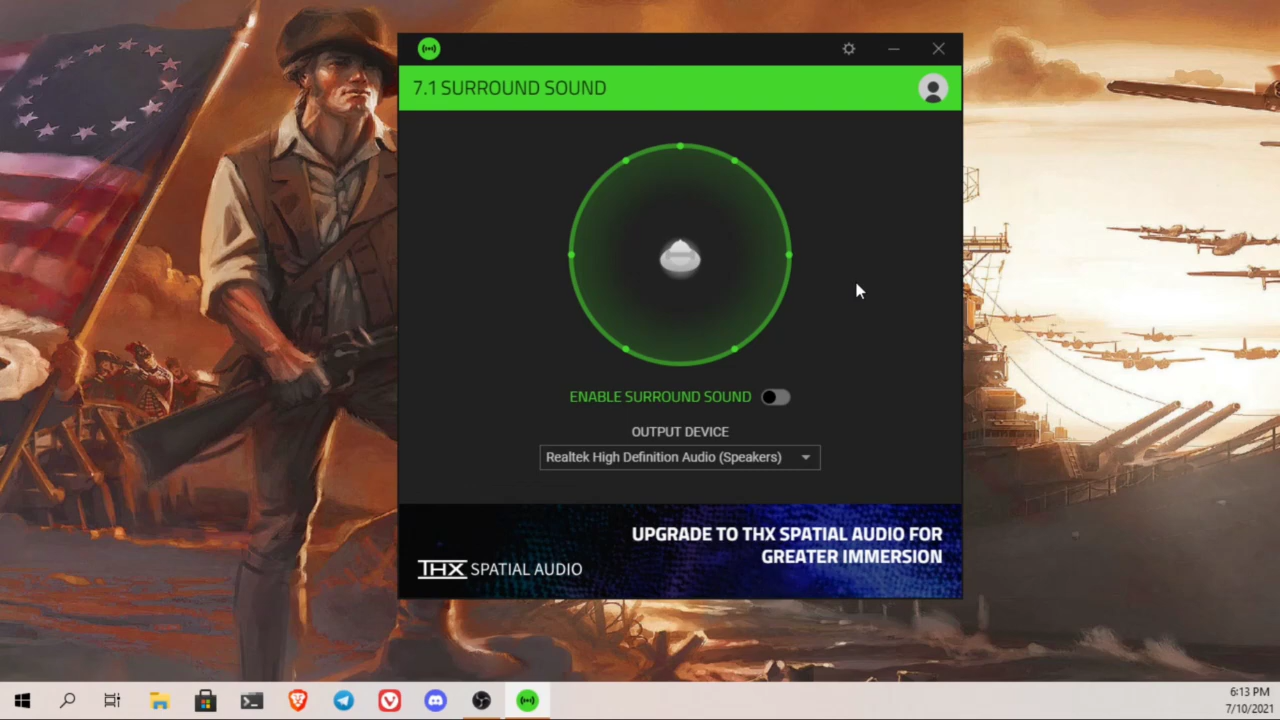 7.1 SURROUND SOUND
ENABLE SURROUND SOUND
OUTPUT DEVICE
Realtek High Definition Audio (Speakers)
UPGRADE TO THX SPATIAL AUDIO FOR
GREATER IMMERSION
THX SPATIAL AUDIO
6:13 PM
7/10/2021